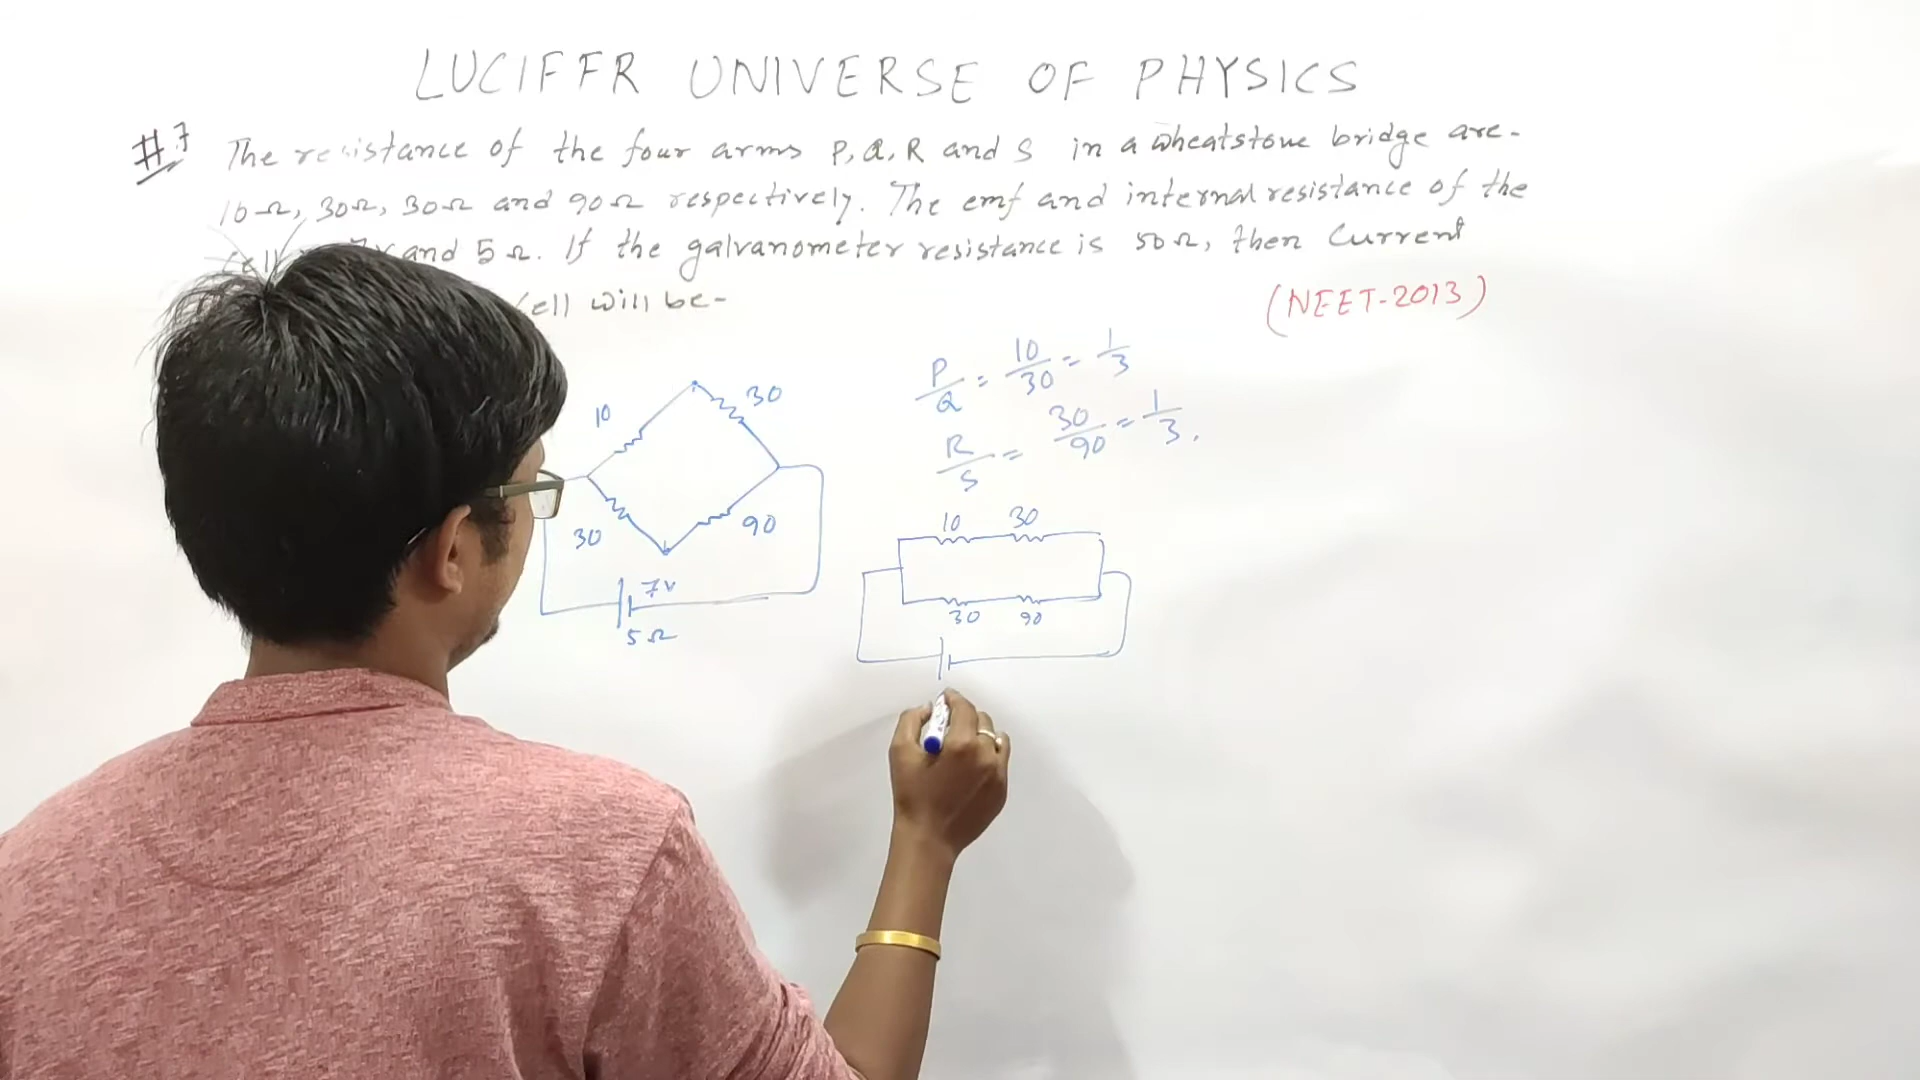 LUCIFFR UNIVERSE OF PHYSICS
#7 The resistance of the four arms P, Q, R and S in a wheatstone bridge are-
10Ω, 30Ω, 30Ω and 90Ω respectively. The emf and internal resistance of the
cell and 5Ω. If the galvanometer resistance is 50Ω, then Current
cell will be-
(NEET-2013)
P/Q = 10/30 = 1/3
R/S = 30/90 = 1/3.
10 30
30 90
7v
5Ω
10 30
30 90